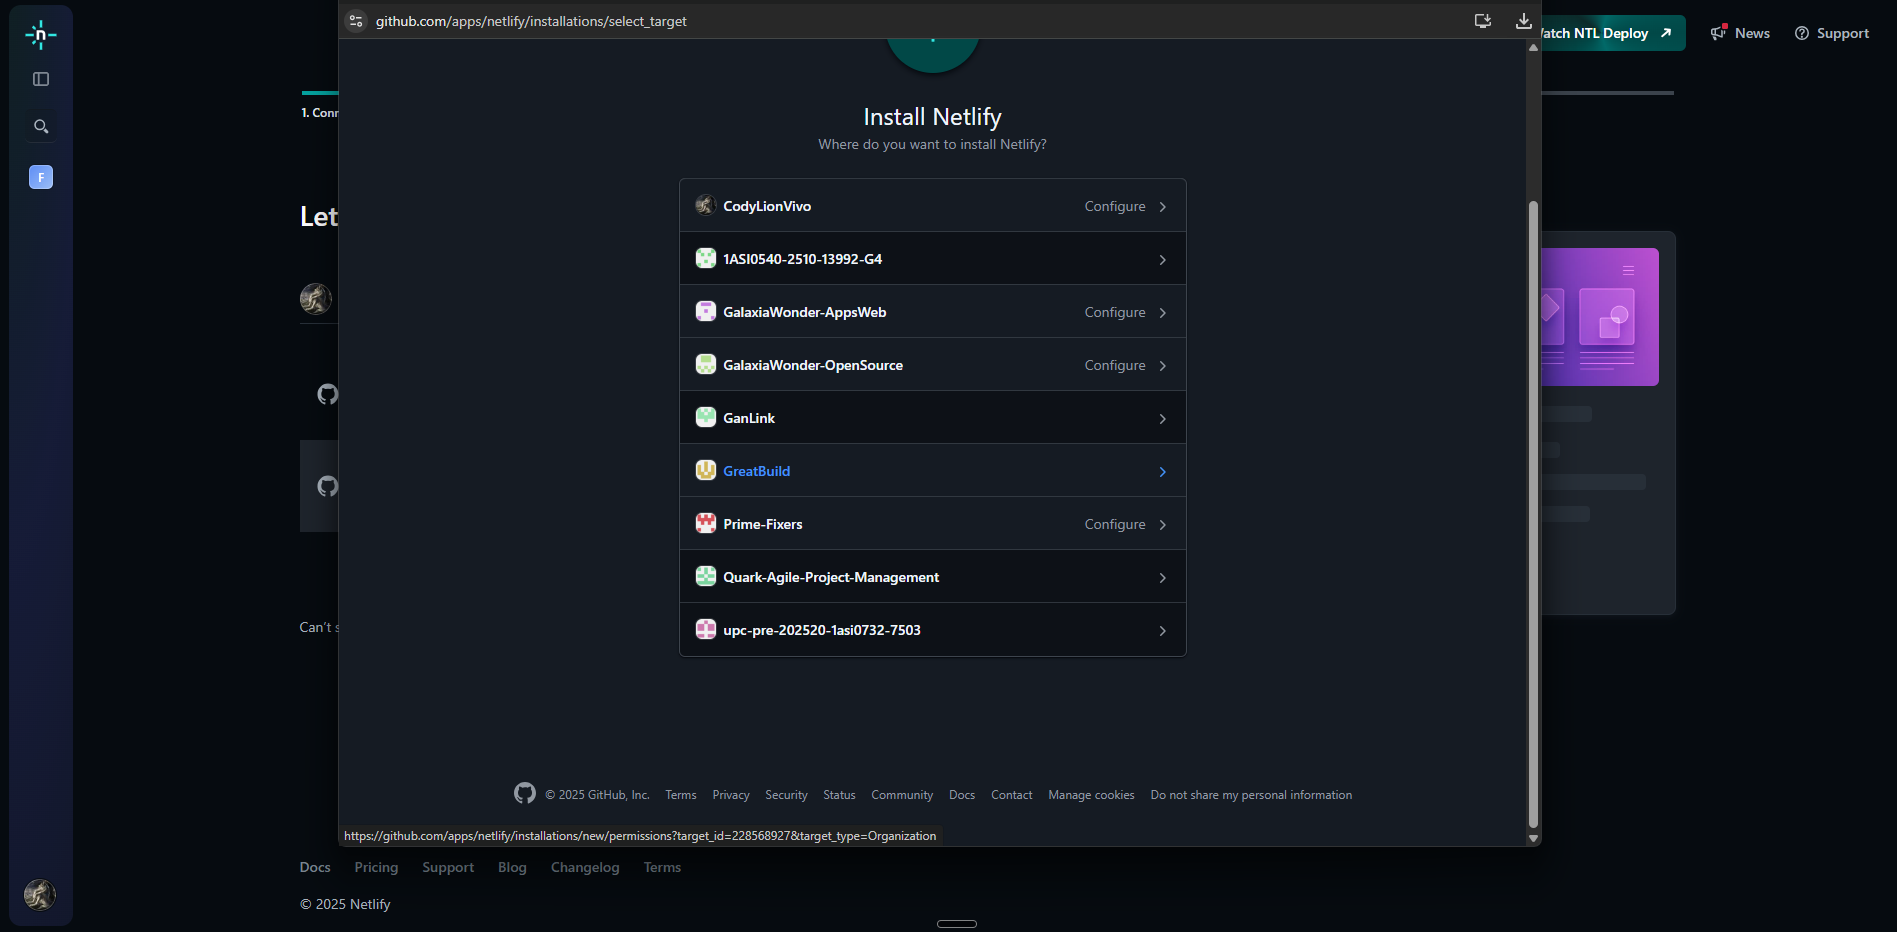 github.com/apps/netlify/installations/select_target
atch NTL Deploy
News
Support
1. Conn
Install Netlify
Where do you want to install Netlify?
Let
F
CodyLionVivo Configure
1ASI0540-2510-13992-G4
GalaxiaWonder-AppsWeb Configure
GalaxiaWonder-OpenSource Configure
GanLink
GreatBuild
Prime-Fixers Configure
Quark-Agile-Project-Management
upc-pre-202520-1asi0732-7503
Can't s
© 2025 GitHub, Inc. Terms Privacy Security Status Community Docs Contact Manage cookies Do not share my personal information
https://github.com/apps/netlify/installations/new/permissions?target_id=228568927&target_type=Organization
Docs Pricing Support Blog Changelog Terms
© 2025 Netlify